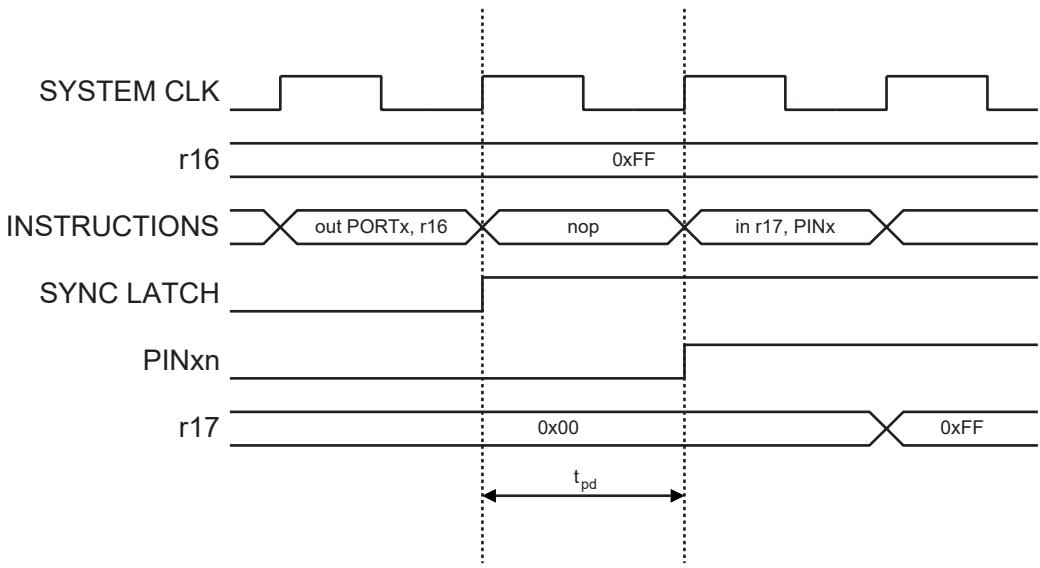 SYSTEM CLK
r16
0xFF
INSTRUCTIONS
out PORTx, r16
nop
in r17, PINx
SYNC LATCH
PINxn
r17
0x00
0xFF
tpd